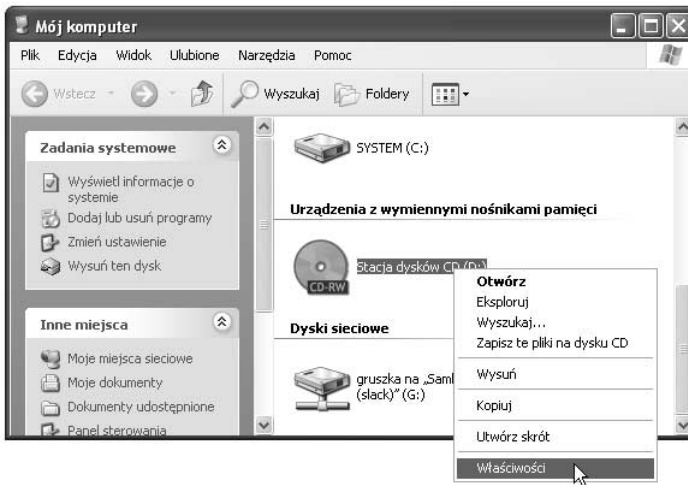 Mój komputer
Plik Edycja Widok Ulubione Narzędzia Pomoc
Wstecz Wyszukaj Foldery
Zadania systemowe
Wyświetl informacje o
systemie
Dodaj lub usuń programy
Zmień ustawienie
Wysuń ten dysk
Inne miejsca
Moje miejsca sieciowe
Moje dokumenty
Dokumenty udostępnione
Panel sterowania
SYSTEM (C:)
Urządzenia z wymiennymi nośnikami pamięci
CD-RW
Stacja dysków CD (D:)
Dyski sieciowe
gruszka na „Saml
(slack)” (G:)
Otwórz
Eksploruj
Wyszukaj...
Zapisz te pliki na dysku CD
Wysuń
Kopiuj
Utwórz skrót
Właściwości